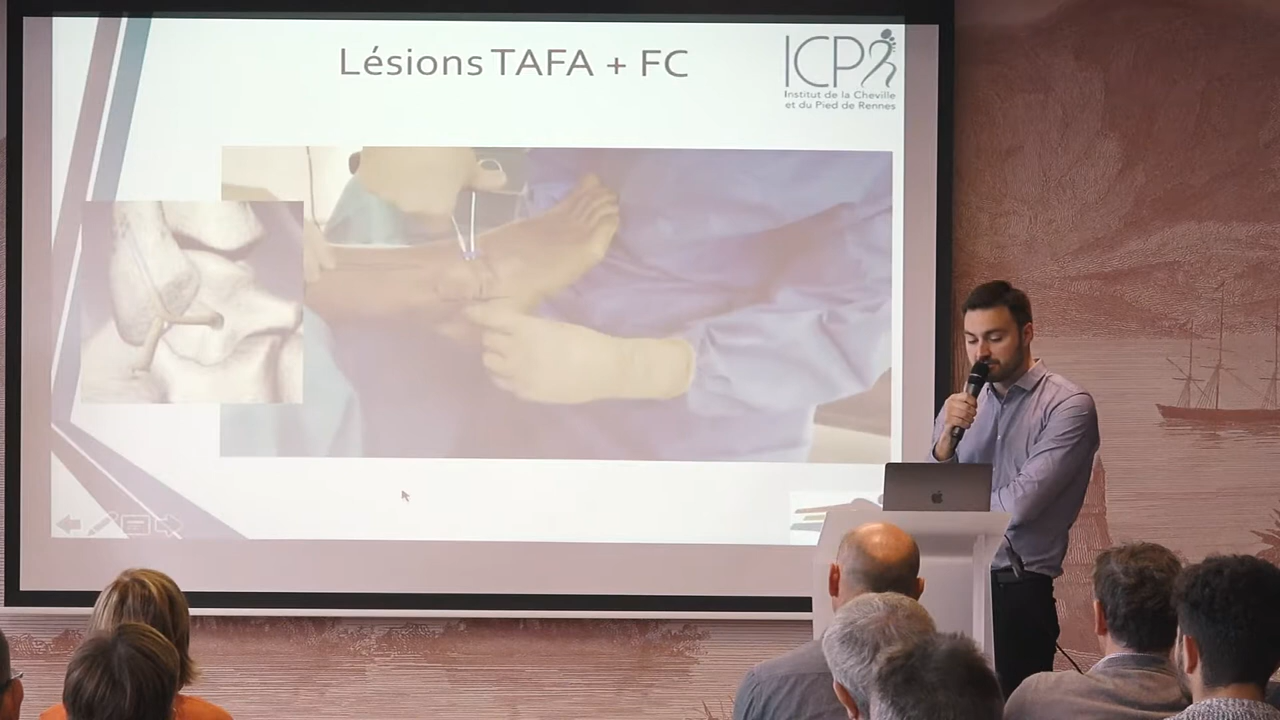 Lésions TAFA + FC
ICP
Institut de la Cheville
et du Pied de Rennes